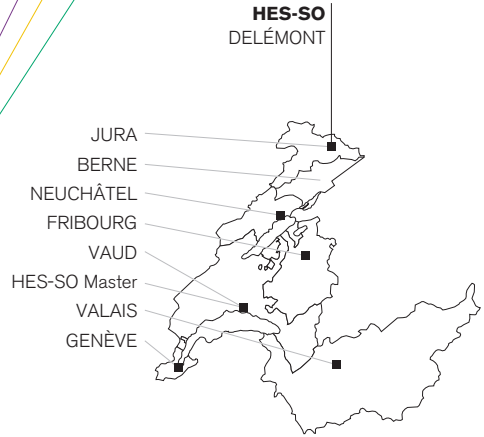 HES-SO
DELÉMONT
JURA
BERNE
NEUCHÂTEL
FRIBOURG
VAUD
HES-SO Master
VALAIS
GENÈVE